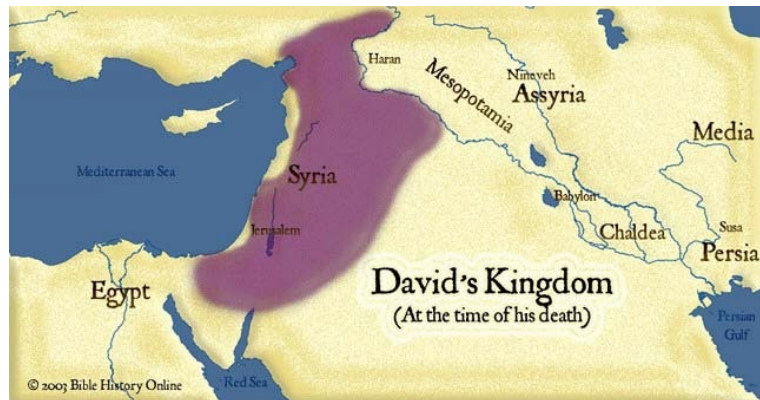 Haran
Mesopotamia
Nineveh
Assyria
Media
Mediterranean Sea
Syria
Babylon
Jerusalem
Chaldea
Susa
Persia
Egypt
David's Kingdom
(At the time of his death)
Persian
Gulf
Red Sea
© 2003 Bible History Online